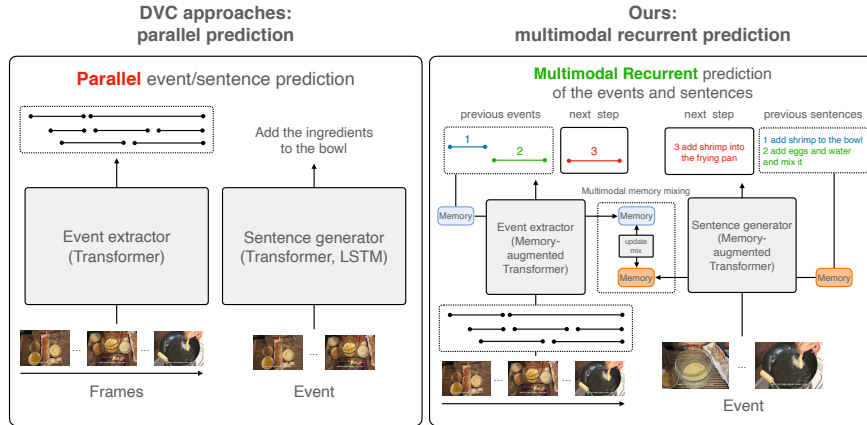 DVC approaches:
parallel prediction
Parallel event/sentence prediction
Add the ingredients
to the bowl
Event extractor
(Transformer)
Sentence generator
(Transformer, LSTM)
...
...
...
Frames
Event
Ours:
multimodal recurrent prediction
Multimodal Recurrent prediction
of the events and sentences
previous events
next step
next step
previous sentences
1
2
3
3 add shrimp into
the frying pan
1 add shrimp to the bowl
2 add eggs and water
and mix it
Multimodal memory mixing
Memory
Event extractor
(Memory-
augmented
Transformer)
Memory
update
mix
Memory
Sentence generator
(Memory-
augmented
Transformer)
Memory
...
...
...
Event